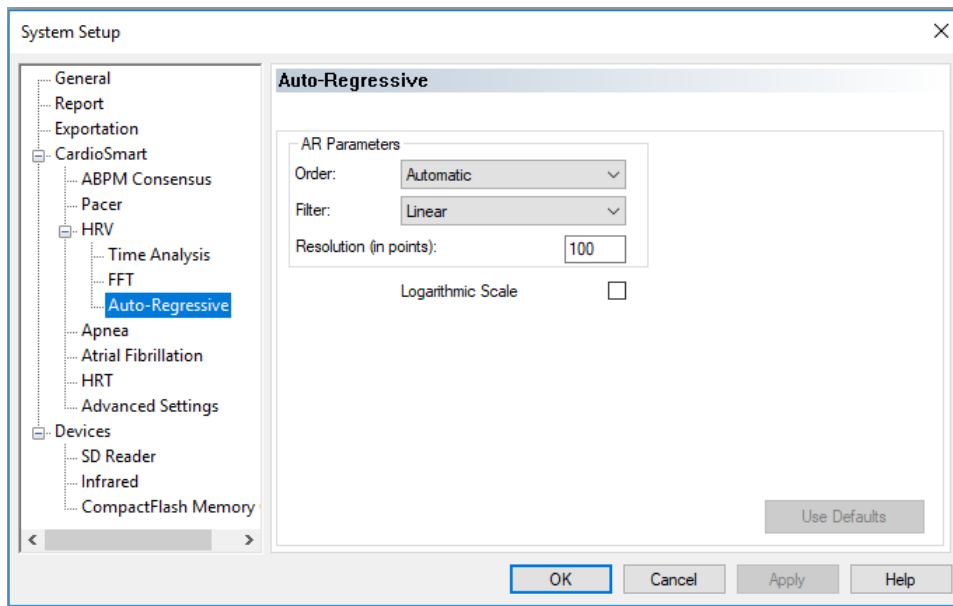 System Setup
General
Report
Exportation
CardioSmart
ABPM Consensus
Pacer
HRV
Time Analysis
FFT
Auto-Regressive
Apnea
Atrial Fibrillation
HRT
Advanced Settings
Devices
SD Reader
Infrared
CompactFlash Memory
Auto-Regressive
AR Parameters
Order: Automatic
Filter: Linear
Resolution (in points): 100
Logarithmic Scale
Use Defaults
OK Cancel Apply Help